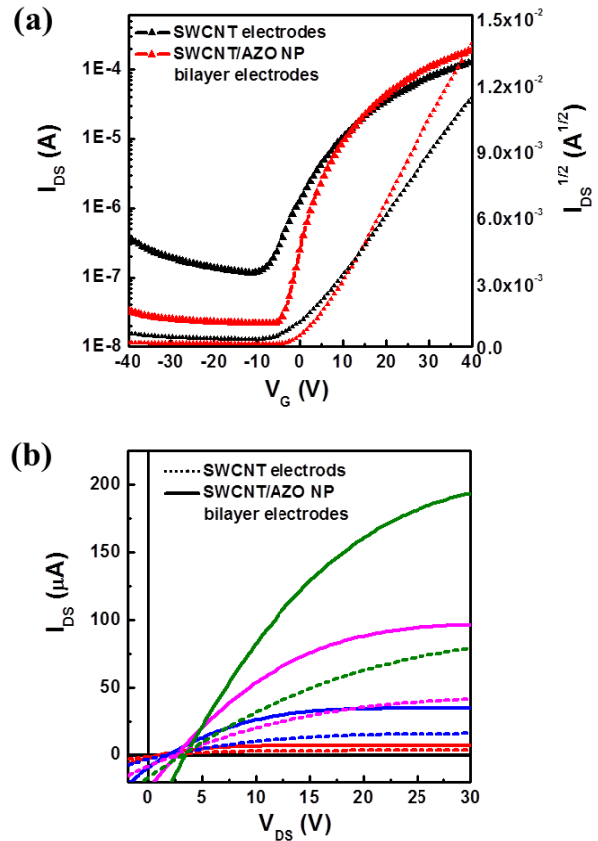 (a)
SWCNT electrodes
SWCNT/AZO NP
bilayer electrodes
I_DS (A)
1E-4
1E-5
1E-6
1E-7
1E-8
1.5x10^-2
1.2x10^-2
9.0x10^-3
6.0x10^-3
3.0x10^-3
0.0
I_DS^1/2 (A^1/2)
-40 -30 -20 -10 0 10 20 30 40
V_G (V)
(b)
SWCNT electrods
SWCNT/AZO NP
bilayer electrodes
I_DS (μA)
200
150
100
50
0
0 5 10 15 20 25 30
V_DS (V)